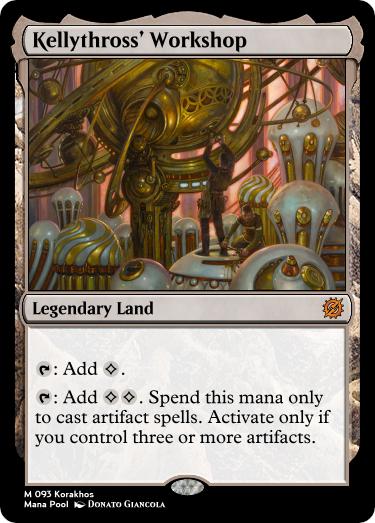 Kellythross' Workshop
Legendary Land
: Add .
: Add . Spend this mana only
to cast artifact spells. Activate only if
you control three or more artifacts.
M 093 Korakhos
Mana Pool Donato Giancola